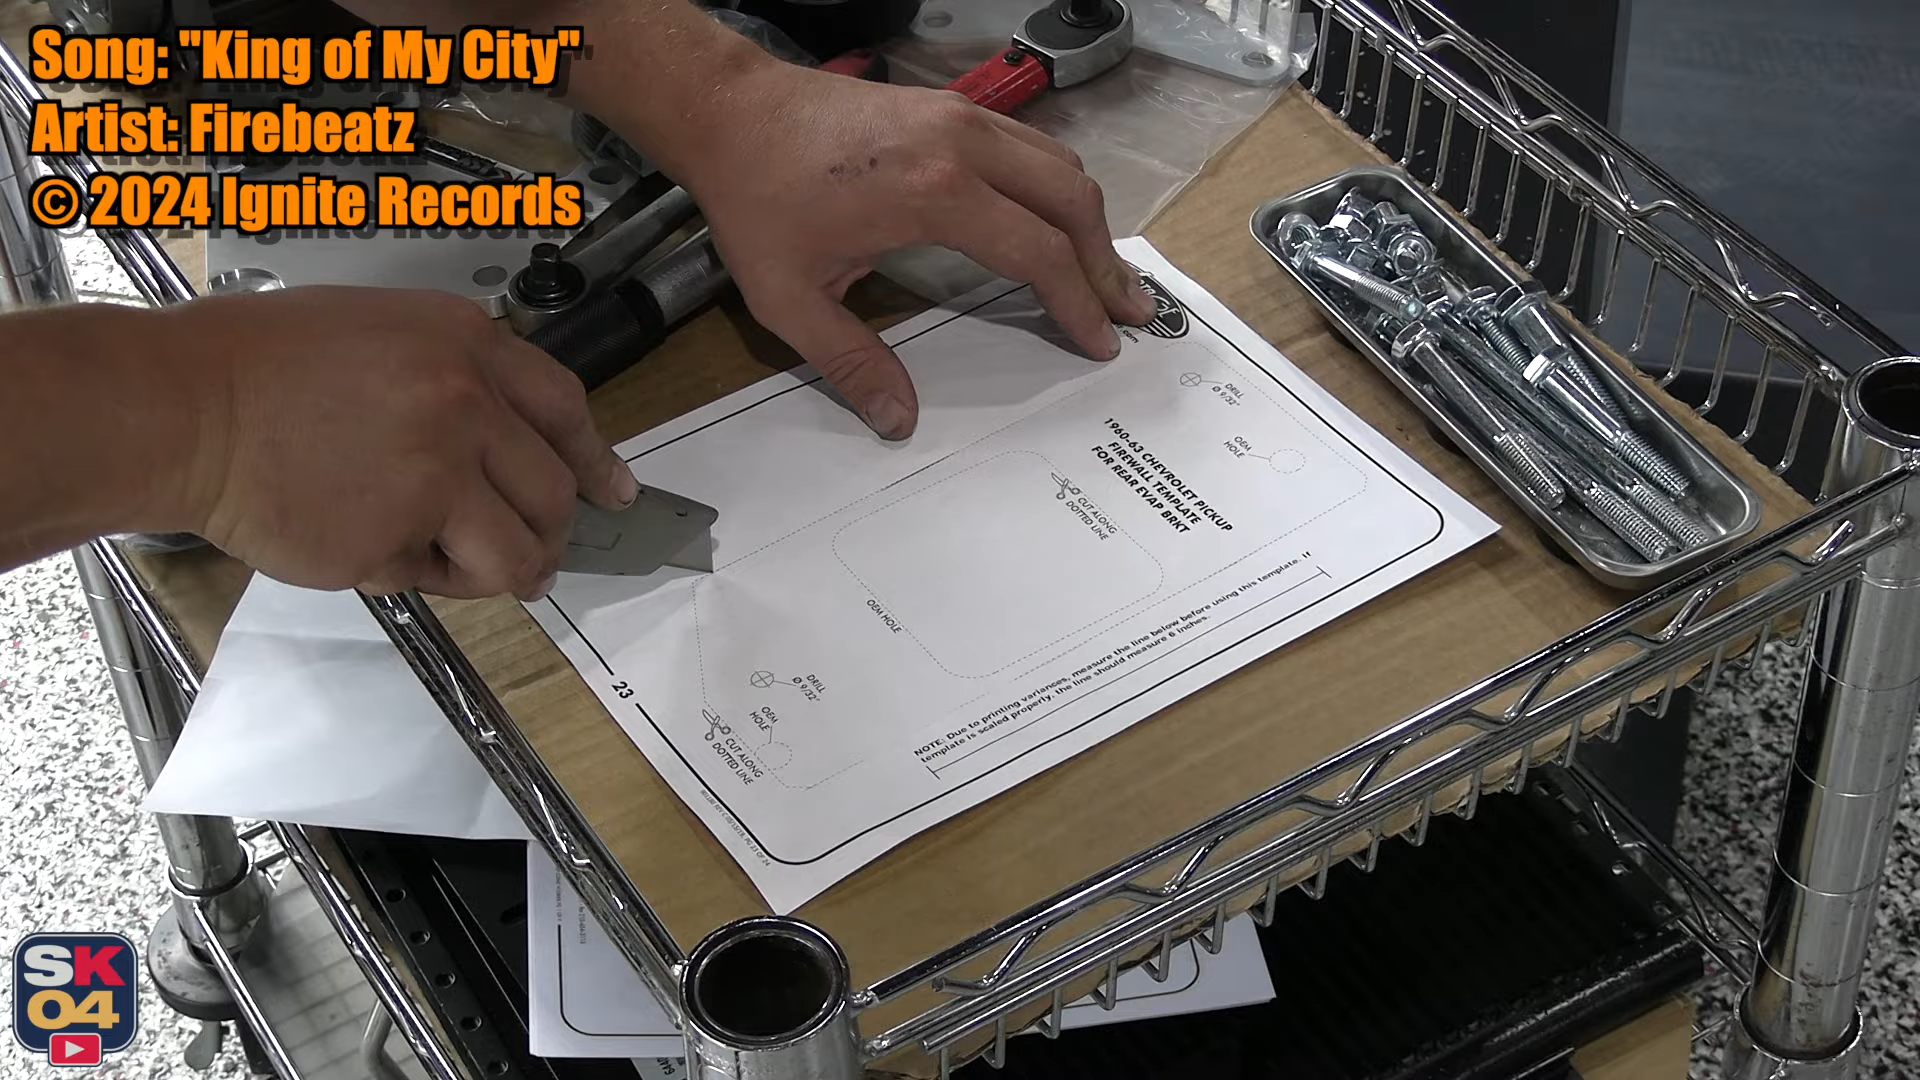 Song: "King of My City"
Artist: Firebeatz
© 2024 Ignite Records
DRILL
Ø 9/32"
OEM
HOLE
1960-63 CHEVROLET PICKUP
FIREWALL TEMPLATE
FOR REAR EVAP BRKT
CUT ALONG
DOTTED LINE
OEM HOLE
NOTE: Due to printing variances, measure the line below before using this template. If
template is scaled properly, the line should measure 6 inches.
23
DRILL
Ø 9/32"
OEM
HOLE
CUT ALONG
DOTTED LINE
SK
04